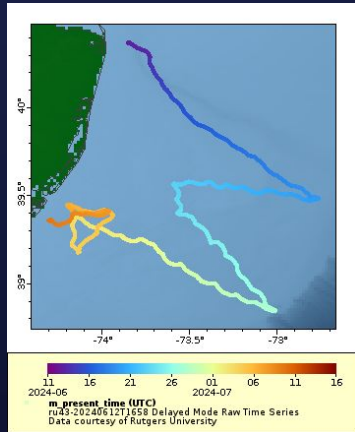 40°
39.5°
39°
-74° -73.5° -73°
11 16 21 26 01 06 11 16
2024-06 2024-07
m_present_time (UTC)
ru43-20240612T1658 Delayed Mode Raw Time Series
Data courtesy of Rutgers University